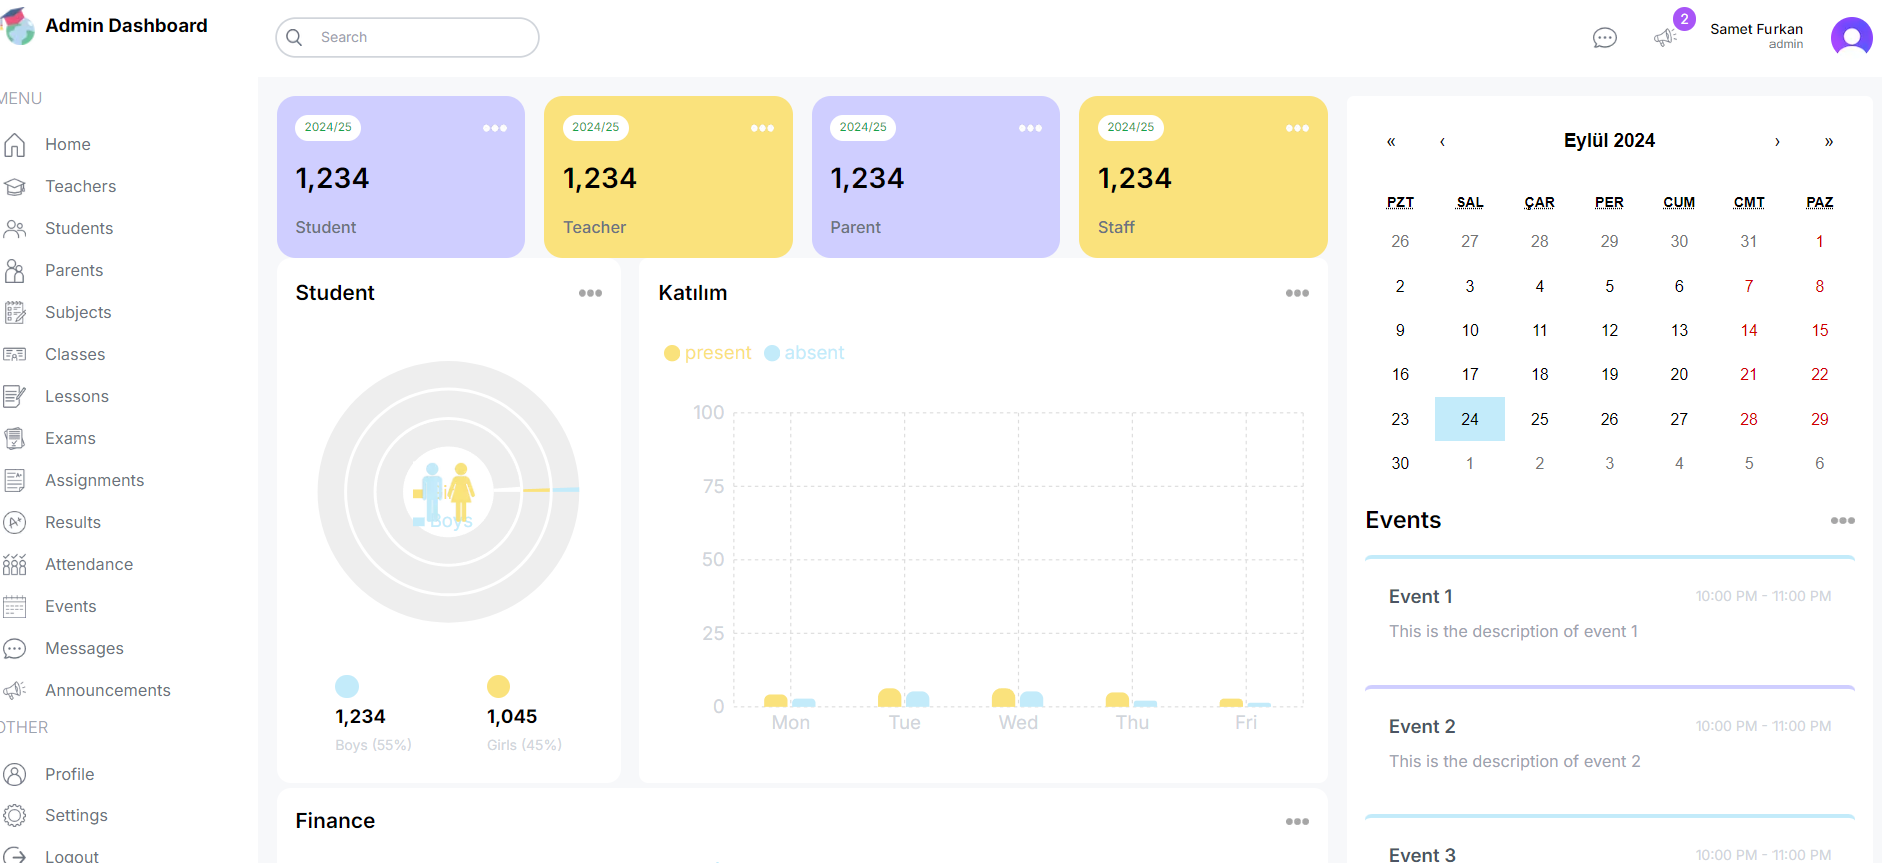 Admin Dashboard
Search
2
Samet Furkan
admin
MENU
Home
Teachers
Students
Parents
Subjects
Classes
Lessons
Exams
Assignments
Results
Attendance
Events
Messages
Announcements
OTHER
Profile
Settings
Logout
2024/25
1,234
Student
2024/25
1,234
Teacher
2024/25
1,234
Parent
2024/25
1,234
Staff
Student
Boys
1,234
Boys (55%)
1,045
Girls (45%)
Katılım
present absent
100
75
50
25
0
Mon Tue Wed Thu Fri
Finance
« ‹ Eylül 2024 › »
PZT SAL ÇAR PER CUM CMT PAZ
26 27 28 29 30 31 1
2 3 4 5 6 7 8
9 10 11 12 13 14 15
16 17 18 19 20 21 22
23 24 25 26 27 28 29
30 1 2 3 4 5 6
Events
Event 1 10:00 PM - 11:00 PM
This is the description of event 1
Event 2 10:00 PM - 11:00 PM
This is the description of event 2
Event 3 10:00 PM - 11:00 PM